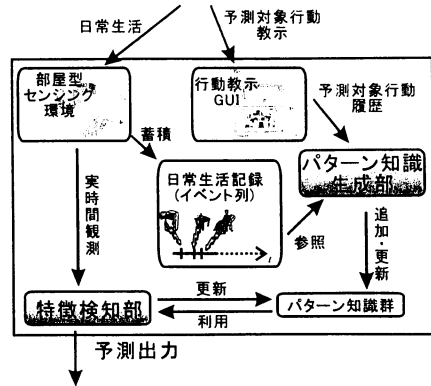 日常生活
予測対象行動
教示
部屋型
センシング
環境
行動教示
GUI
予測対象行動
履歴
蓄積
日常生活記録
(イベント列)
t
パターン知識
生成部
実時間観測
参照
追加・更新
特徴検知部
更新
利用
パターン知識群
予測出力